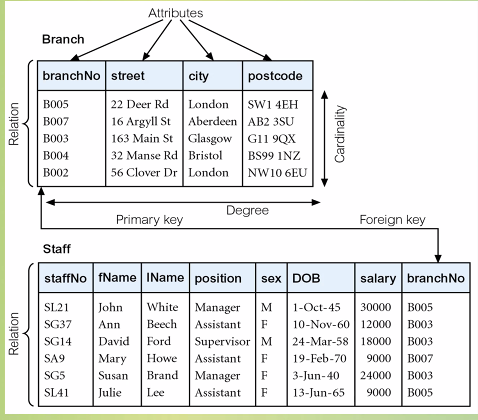 Attributes
Branch
branchNo street city postcode
B005 22 Deer Rd London SW1 4EH
B007 16 Argyll St Aberdeen AB2 3SU
B003 163 Main St Glasgow G11 9QX
B004 32 Manse Rd Bristol BS99 1NZ
B002 56 Clover Dr London NW10 6EU
Relation
Cardinality
Degree
Primary key Foreign key
Staff
staffNo fName lName position sex DOB salary branchNo
SL21 John White Manager M 1-Oct-45 30000 B005
SG37 Ann Beech Assistant F 10-Nov-60 12000 B003
SG14 David Ford Supervisor M 24-Mar-58 18000 B003
SA9 Mary Howe Assistant F 19-Feb-70 9000 B007
SG5 Susan Brand Manager F 3-Jun-40 24000 B003
SL41 Julie Lee Assistant F 13-Jun-65 9000 B005
Relation